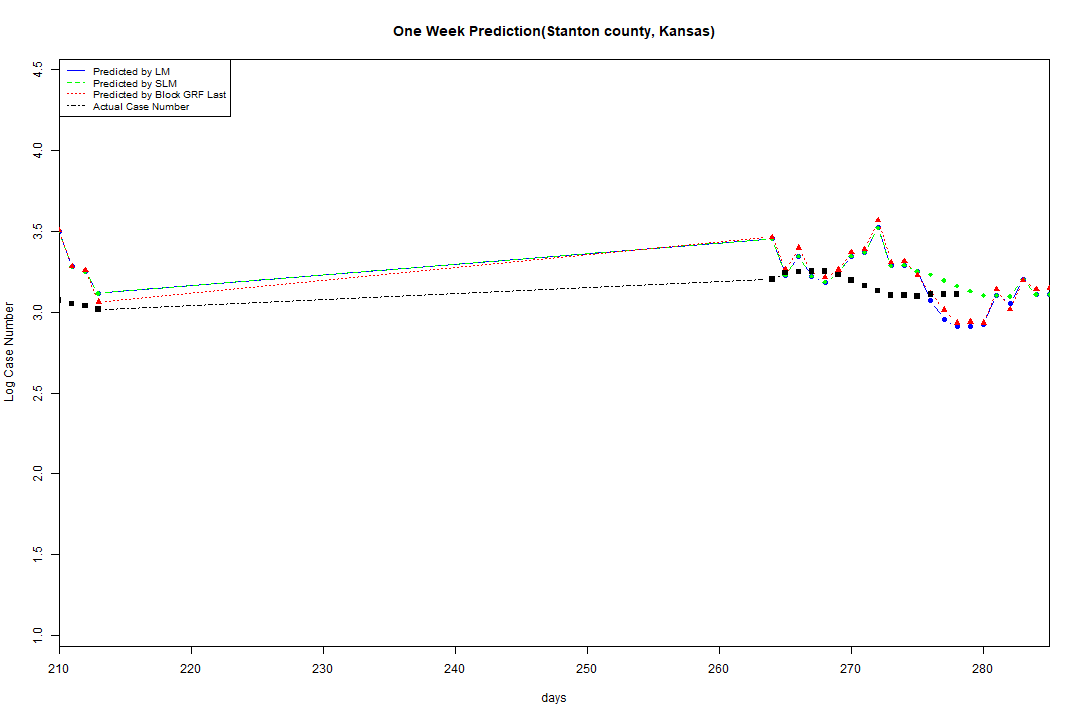 One Week Prediction(Stanton county, Kansas)
Predicted by LM
Predicted by SLM
Predicted by Block GRF Last
Actual Case Number
4.5
4.0
3.5
3.0
2.5
2.0
1.5
1.0
Log Case Number
210
220
230
240
250
260
270
280
days